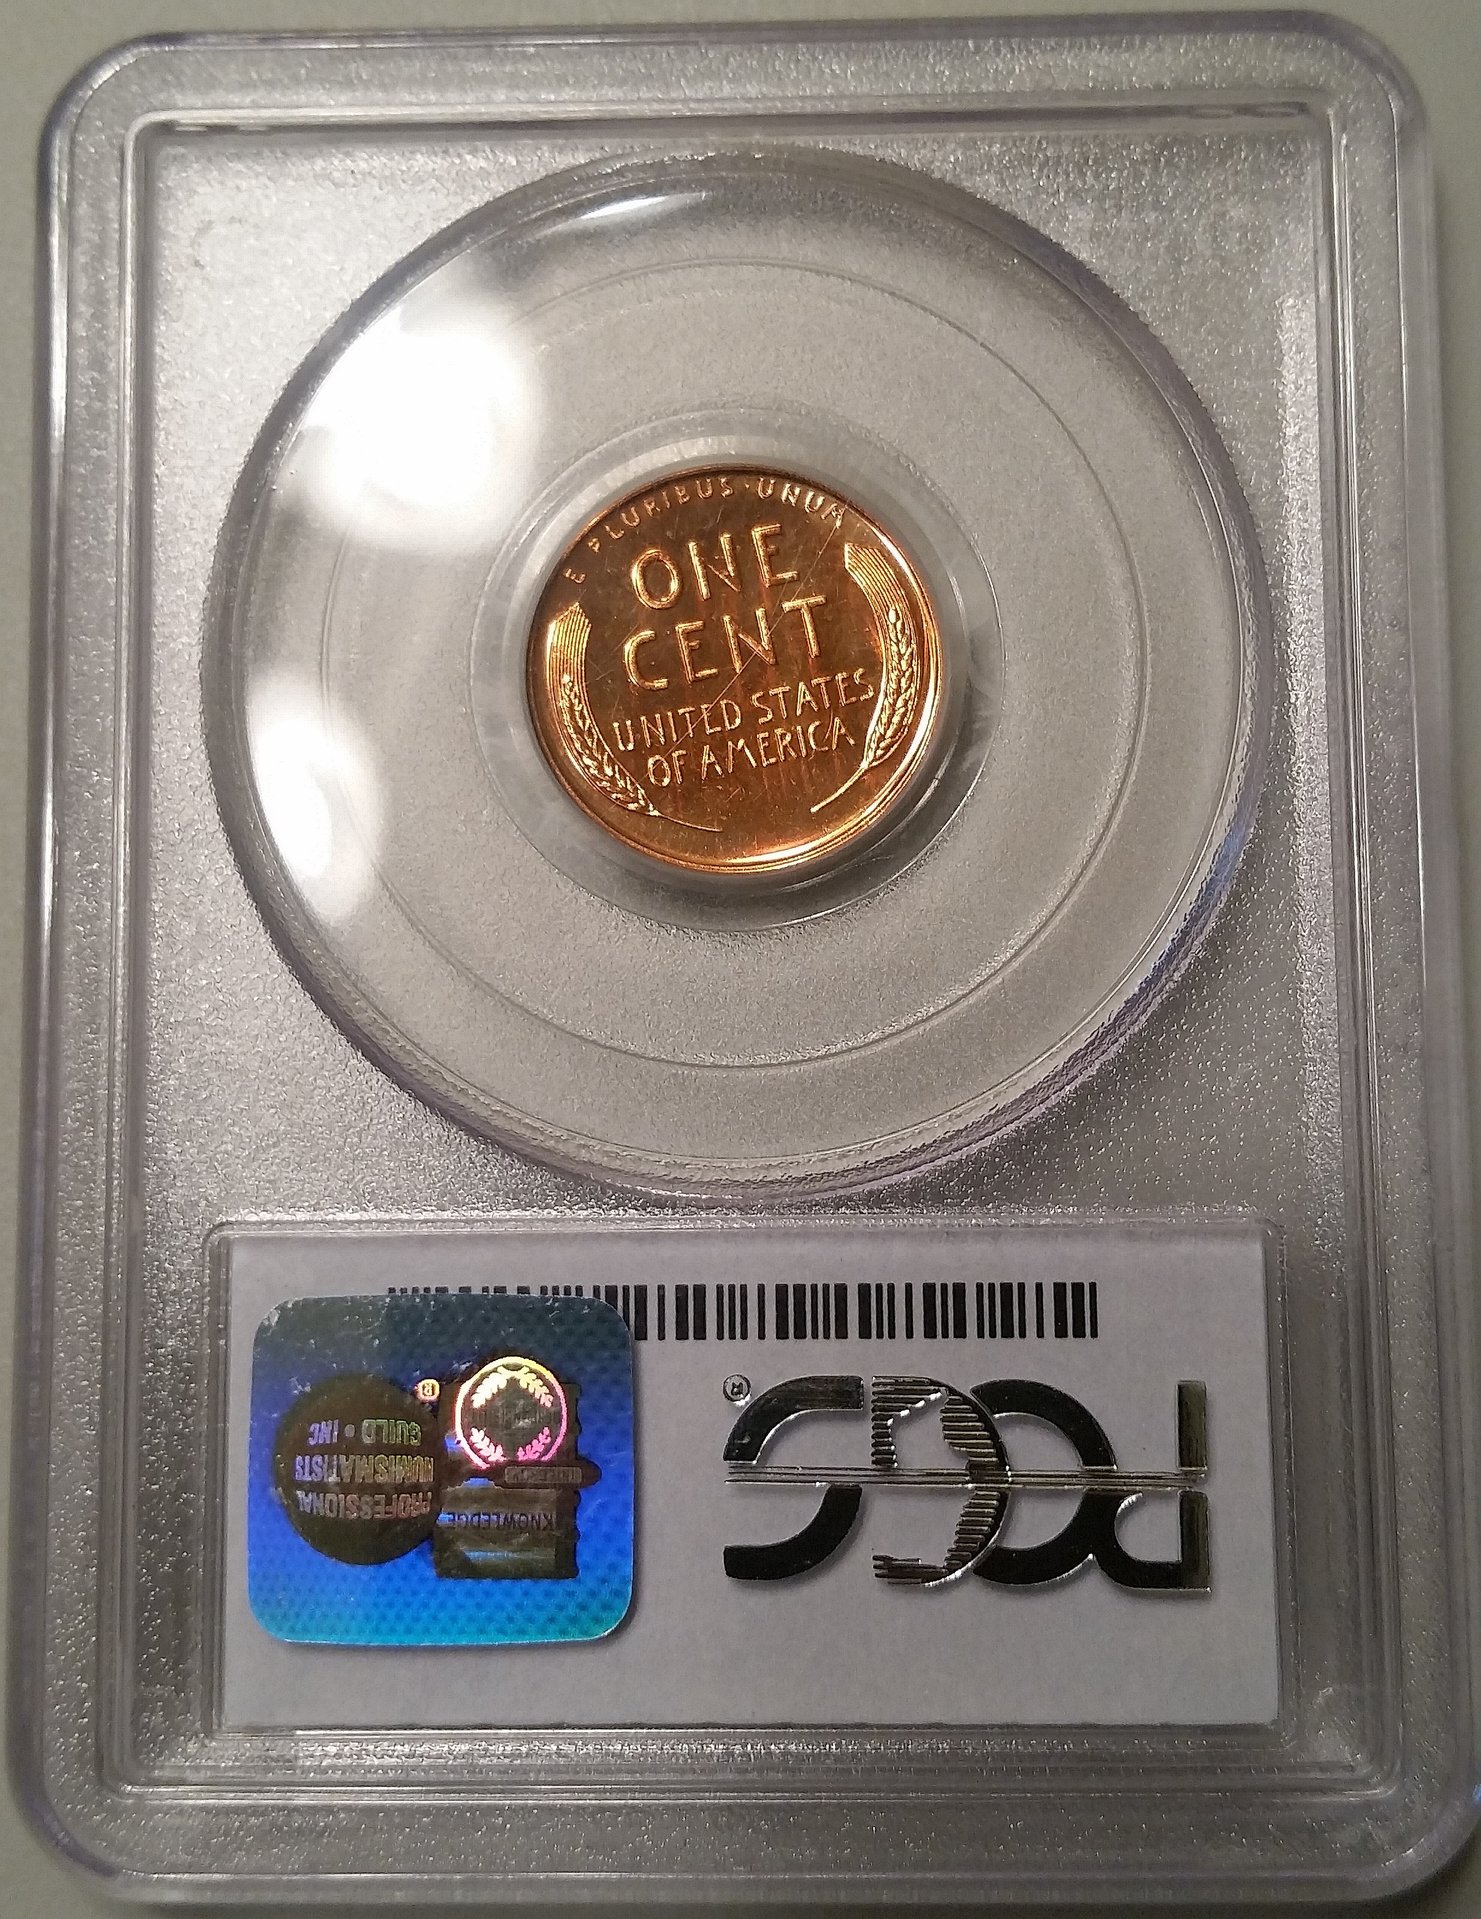 E PLURIBUS · UNUM
ONE
CENT
UNITED STATES
OF AMERICA
PCGS®
PROFESSIONAL
NUMISMATISTS
GUILD • INC
®
KNOWLEDGE